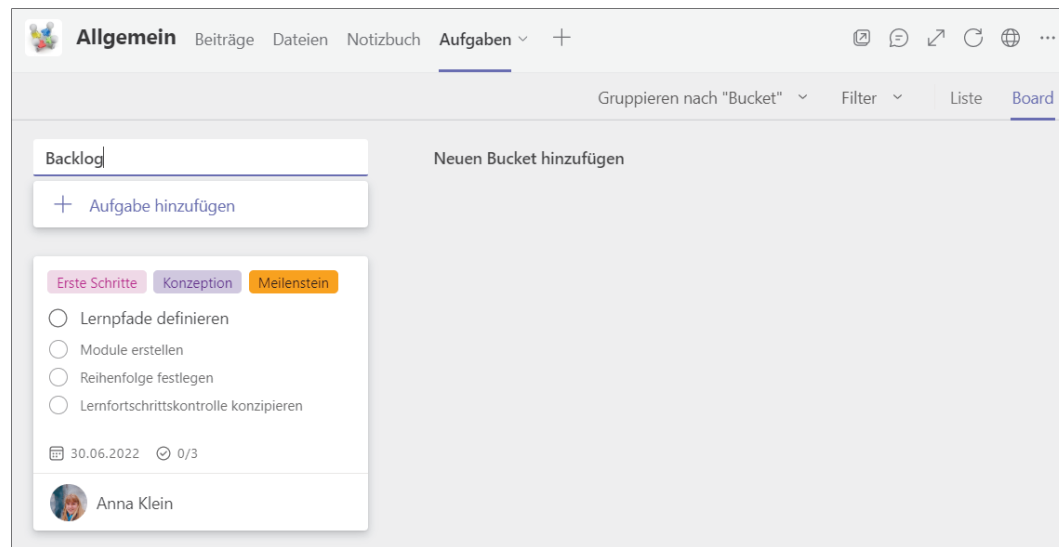 Allgemein Beiträge Dateien Notizbuch Aufgaben
Gruppieren nach "Bucket" Filter Liste Board
Backlog Neuen Bucket hinzufügen
Aufgabe hinzufügen
Erste Schritte Konzeption Meilenstein
Lernpfade definieren
Module erstellen
Reihenfolge festlegen
Lernfortschrittskontrolle konzipieren
30.06.2022 0/3
Anna Klein